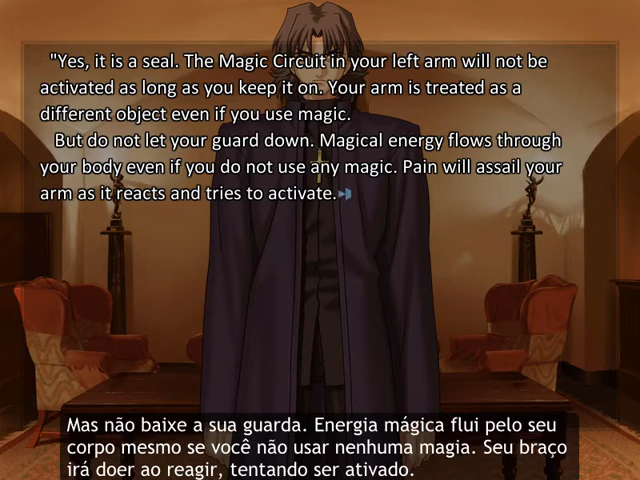 "Yes, it is a seal. The Magic Circuit in your left arm will not be
activated as long as you keep it on. Your arm is treated as a
different object even if you use magic.
But do not let your guard down. Magical energy flows through
your body even if you do not use any magic. Pain will assail your
arm as it reacts and tries to activate.
Mas não baixe a sua guarda. Energia mágica flui pelo seu
corpo mesmo se você não usar nenhuma magia. Seu braço
irá doer ao reagir, tentando ser ativado.